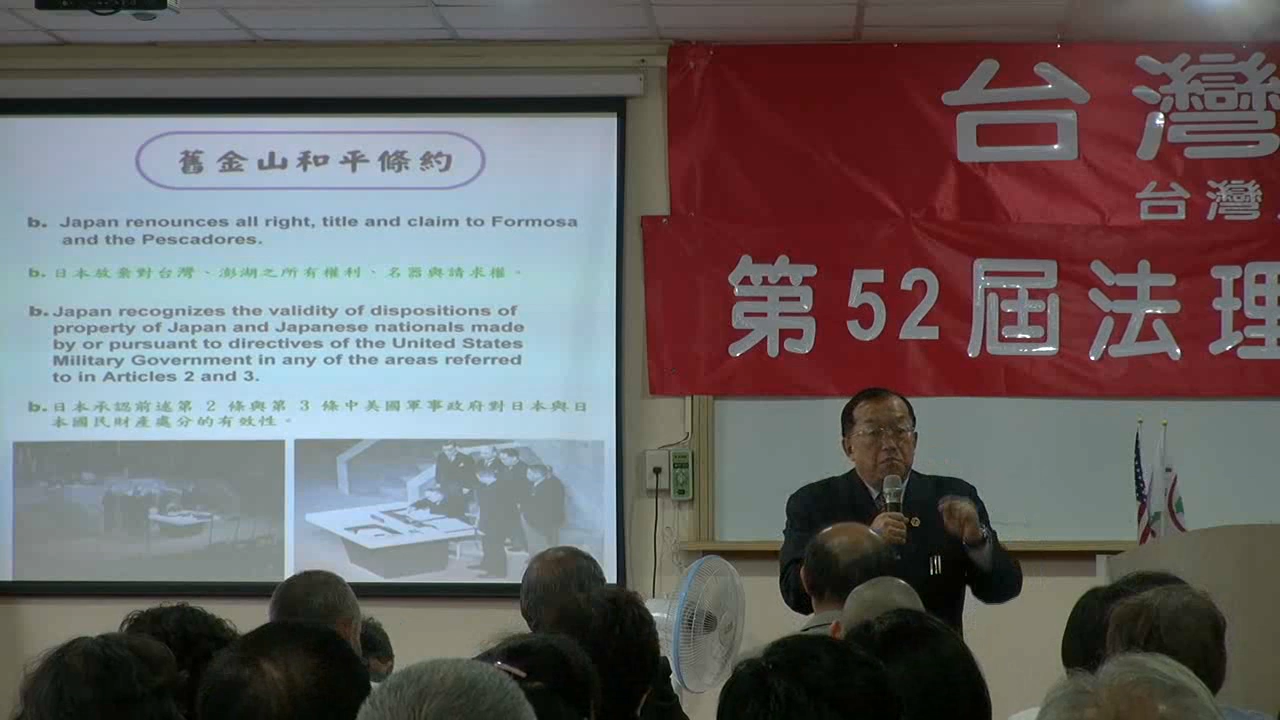 舊金山和平條約
b. Japan renounces all right, title and claim to Formosa
and the Pescadores.
b. 日本放棄對台灣、澎湖之所有權利、名器與請求權。
b. Japan recognizes the validity of dispositions of
property of Japan and Japanese nationals made
by or pursuant to directives of the United States
Military Government in any of the areas referred
to in Articles 2 and 3.
b. 日本承認前述第 2 條與第 3 條中美國軍事政府對日本與日
本國民財產處分的有效性。
台灣
台灣
第52屆法理